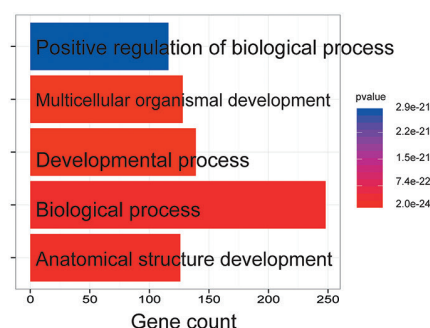 Positive regulation of biological process
Multicellular organismal development
Developmental process
Biological process
Anatomical structure development
0 50 100 150 200 250
Gene count
pvalue
2.9e-21
2.2e-21
1.5e-21
7.4e-22
2.0e-24